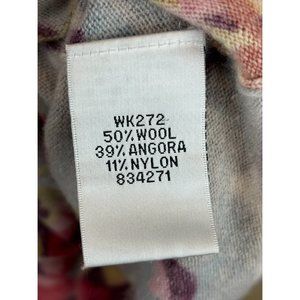 WK272
50% WOOL
39% ANGORA
11% NYLON
834271